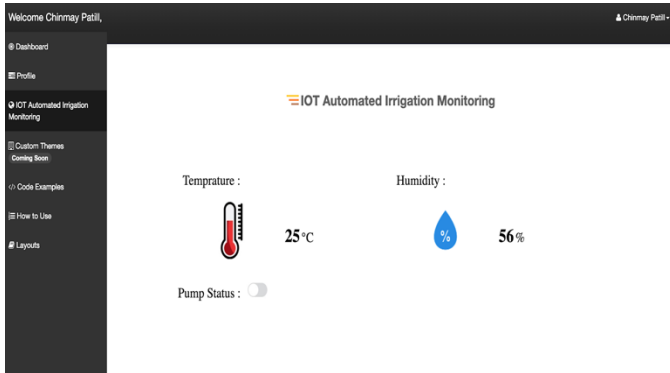 Welcome Chinmay Patill,
Chinmay Patill
Dashboard
Profile
IOT Automated Irrigation
Monitoring
Custom Themes
Coming Soon
</> Code Examples
How to Use
Layouts
IOT Automated Irrigation Monitoring
Temprature :
Humidity :
25°C
%
56%
Pump Status :